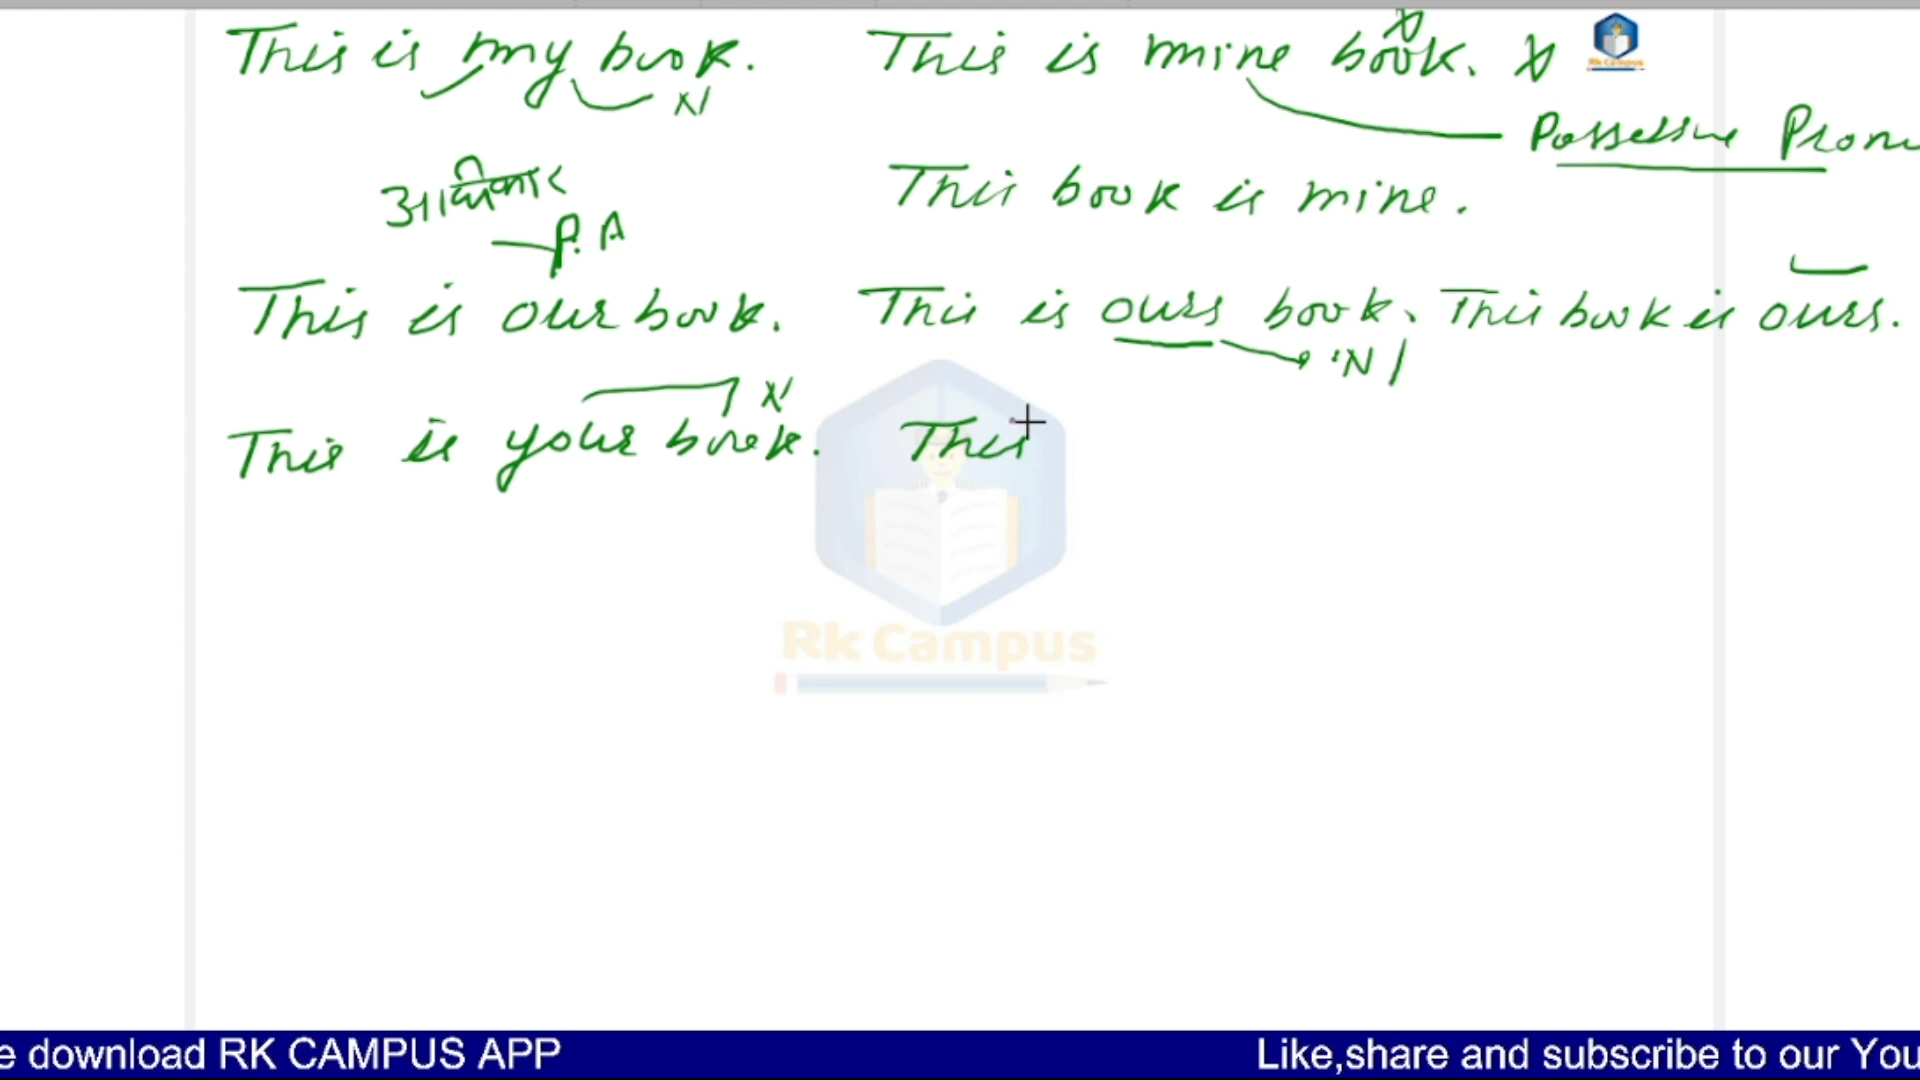 This is my book. This is mine book. x
N
Rk Campus
Possessive Pron
This book is mine.
P.A
This is our book. This is ours book. This book is ours.
N
N
This is your book. This
Rk Campus
e download RK CAMPUS APP Like,share and subscribe to our You